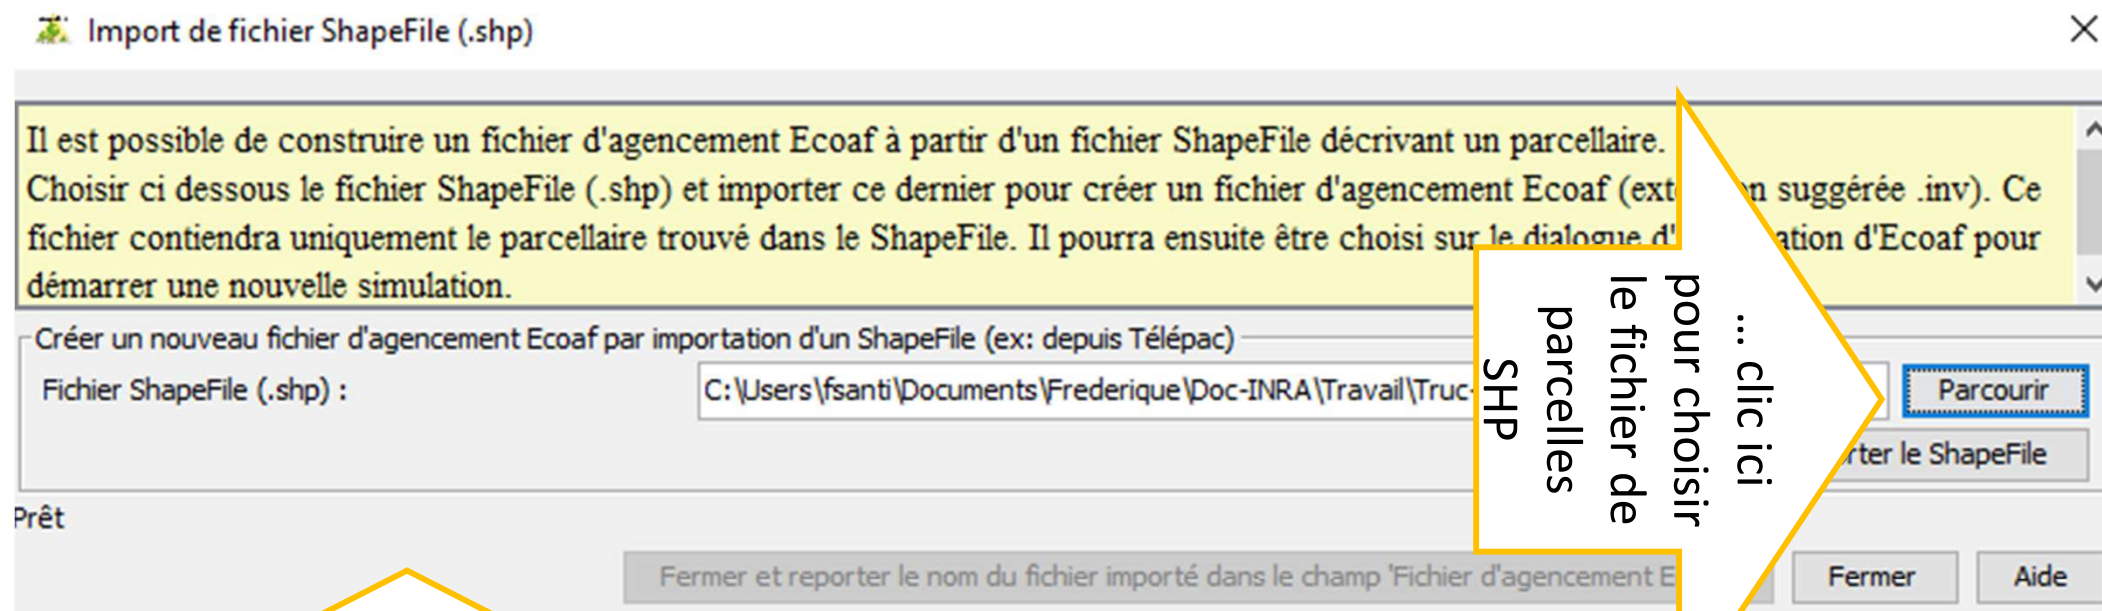 Import de fichier ShapeFile (.shp)
Il est possible de construire un fichier d'agencement Ecoaf à partir d'un fichier ShapeFile décrivant un parcellaire.
Choisir ci dessous le fichier ShapeFile (.shp) et importer ce dernier pour créer un fichier d'agencement Ecoaf suggérée .inv). Ce
fichier contiendra uniquement le parcellaire trouvé dans le ShapeFile. Il pourra ensuite être choisi sur le dialogue d'Ecoaf pour
démarrer une nouvelle simulation.
Créer un nouveau fichier d'agencement Ecoaf par importation d'un ShapeFile (ex: depuis Télépac)
Fichier ShapeFile (.shp) :
C:\Users\fsanti\Documents\Frederique\Doc-INRA\Travail\Truc-
Parcourir
le ShapeFile
... clic ici
pour choisir
le fichier de
parcelles
SHP
Prêt
Fermer et reporter le nom du fichier importé dans le champ 'Fichier d'agencement E
Fermer
Aide